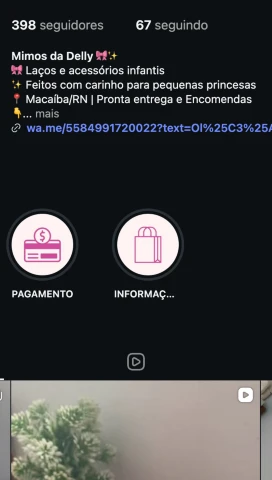 398 seguidores 67 seguindo
Mimos da Delly 🎀✨
🎀 Laços e acessórios infantis
✨ Feitos com carinho para pequenas princesas
📍 Macaíba/RN | Pronta entrega e Encomendas
👇... mais
wa.me/5584991720022?text=Ol%25C3%25
PAGAMENTO
INFORMAÇ...